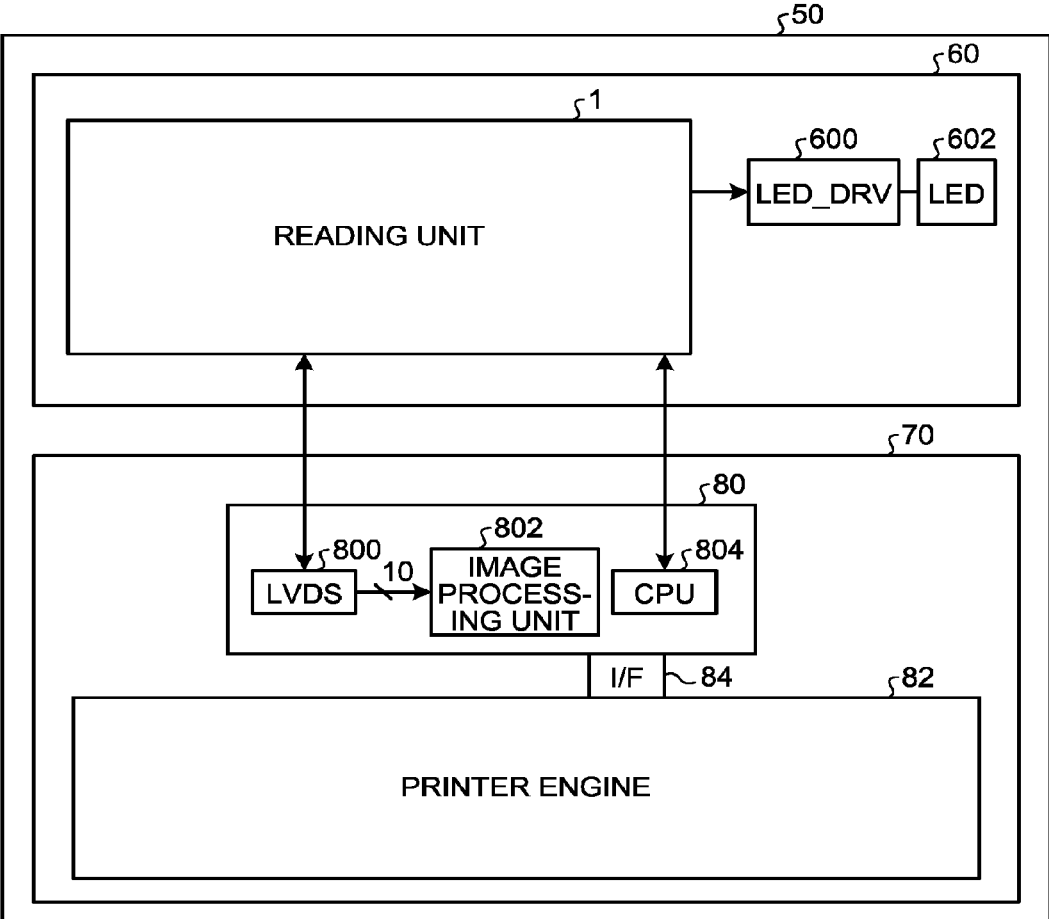 50
60
1
600
602
READING UNIT
LED_DRV
LED
70
80
800
10
802
804
LVDS
IMAGE
PROCESS-
ING UNIT
CPU
I/F
84
82
PRINTER ENGINE